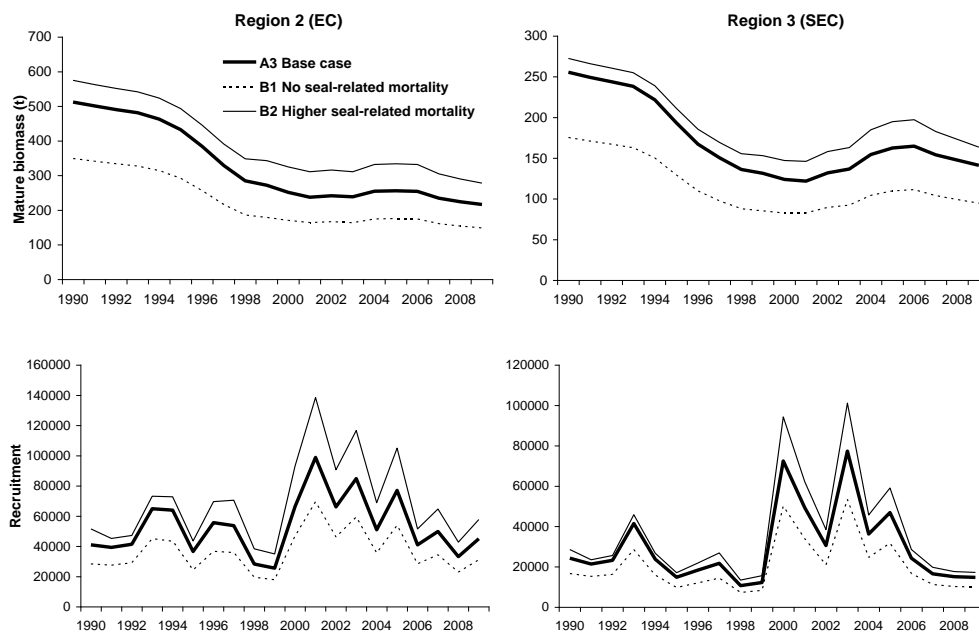 Region 2 (EC)
Region 3 (SEC)
700
600
500
400
300
200
100
0
Mature biomass (t)
A3 Base case
B1 No seal-related mortality
B2 Higher seal-related mortality
1990 1992 1994 1996 1998 2000 2002 2004 2006 2008
300
250
200
150
100
50
0
1990 1992 1994 1996 1998 2000 2002 2004 2006 2008
160000
140000
120000
100000
80000
60000
40000
20000
0
Recruitment
1990 1992 1994 1996 1998 2000 2002 2004 2006 2008
120000
100000
80000
60000
40000
20000
0
1990 1992 1994 1996 1998 2000 2002 2004 2006 2008